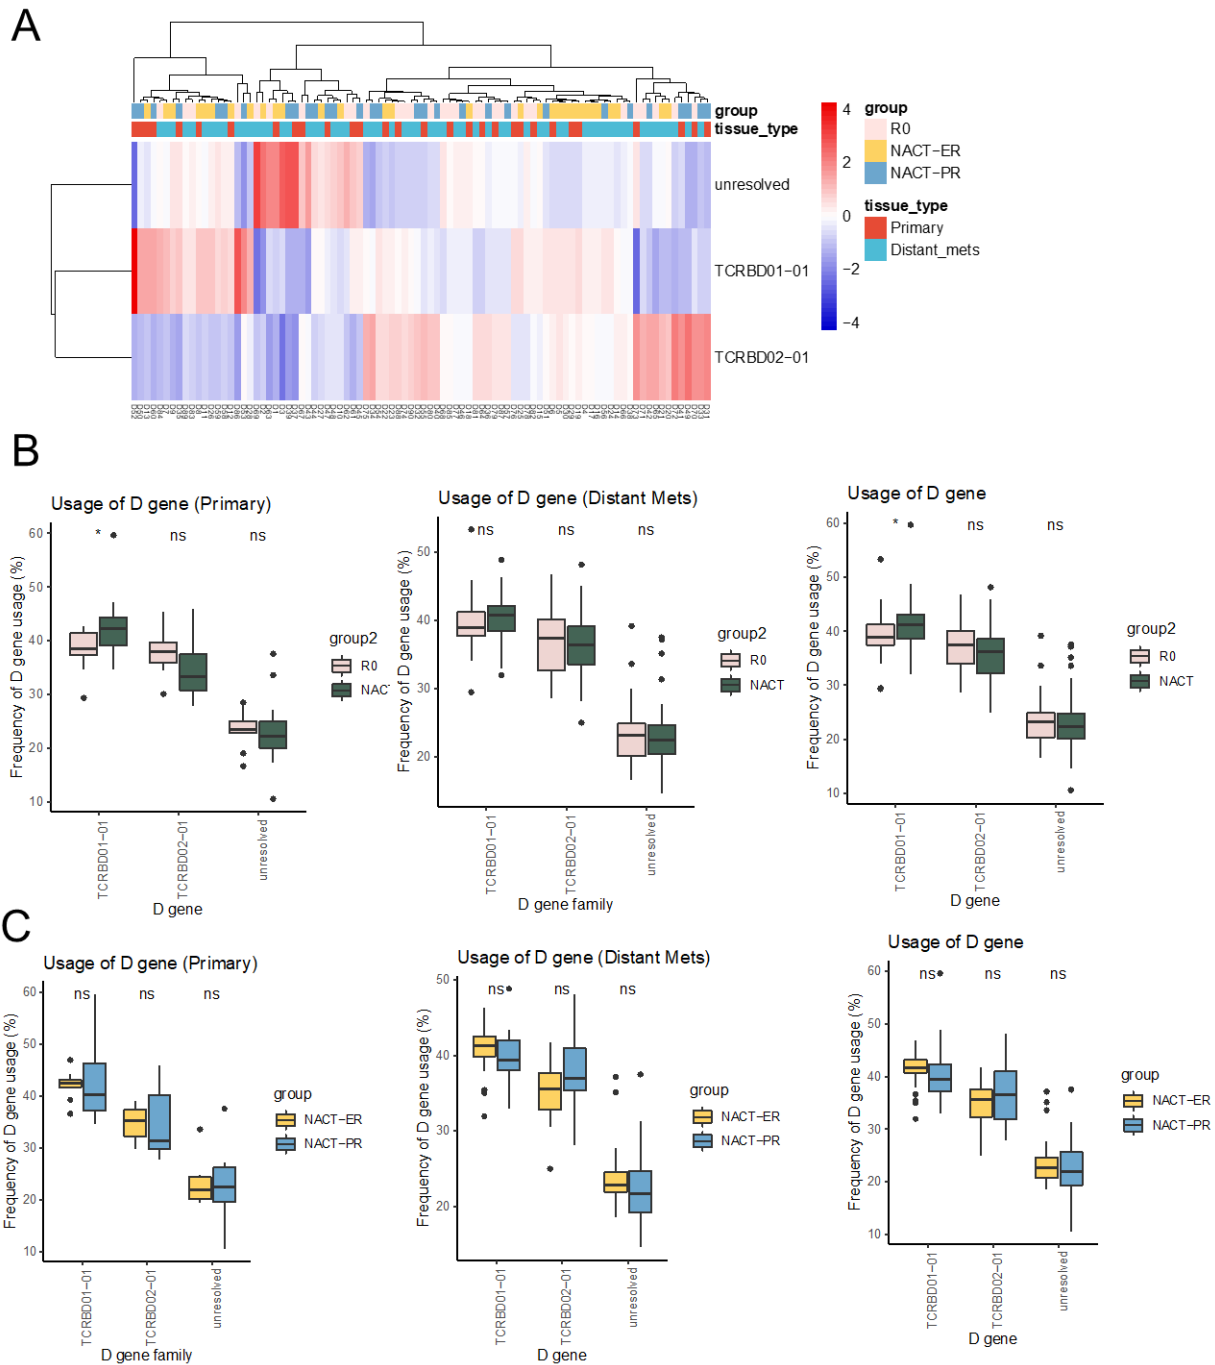 A
group
tissue_type
unresolved
TCRBD01-01
TCRBD02-01
4
2
0
−2
−4
group
R0
NACT-ER
NACT-PR
tissue_type
Primary
Distant_mets
B
Usage of D gene (Primary)
Frequency of D gene usage (%)
60
50
40
30
20
10
*
ns
ns
TCRBD01-01
TCRBD02-01
unresolved
D gene
group2
R0
NAC
Usage of D gene (Distant Mets)
Frequency of D gene usage (%)
50
40
30
20
ns
ns
ns
TCRBD01-01
TCRBD02-01
unresolved
D gene family
group2
R0
NACT
Usage of D gene
Frequency of D gene usage (%)
60
50
40
30
20
10
*
ns
ns
TCRBD01-01
TCRBD02-01
unresolved
D gene
group2
R0
NACT
C
Usage of D gene (Primary)
Frequency of D gene usage (%)
60
50
40
30
20
10
ns
ns
ns
TCRBD01-01
TCRBD02-01
unresolved
D gene family
group
NACT-ER
NACT-PR
Usage of D gene (Distant Mets)
Frequency of D gene usage (%)
50
40
30
20
ns
ns
ns
TCRBD01-01
TCRBD02-01
unresolved
D gene
group
NACT-ER
NACT-PR
Usage of D gene
Frequency of D gene usage (%)
60
50
40
30
20
10
ns
ns
ns
TCRBD01-01
TCRBD02-01
unresolved
D gene
group
NACT-ER
NACT-PR